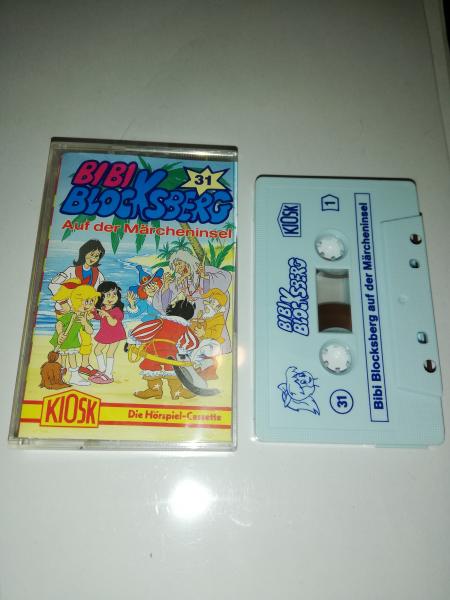 BIBI
BLOCKSBERG
31
Auf der Märcheninsel
KIOSK
Die Hörspiel-Cassette
KIOSK
1
BIBI
BLOCKSBERG
31
Bibi Blocksberg auf der Märcheninsel